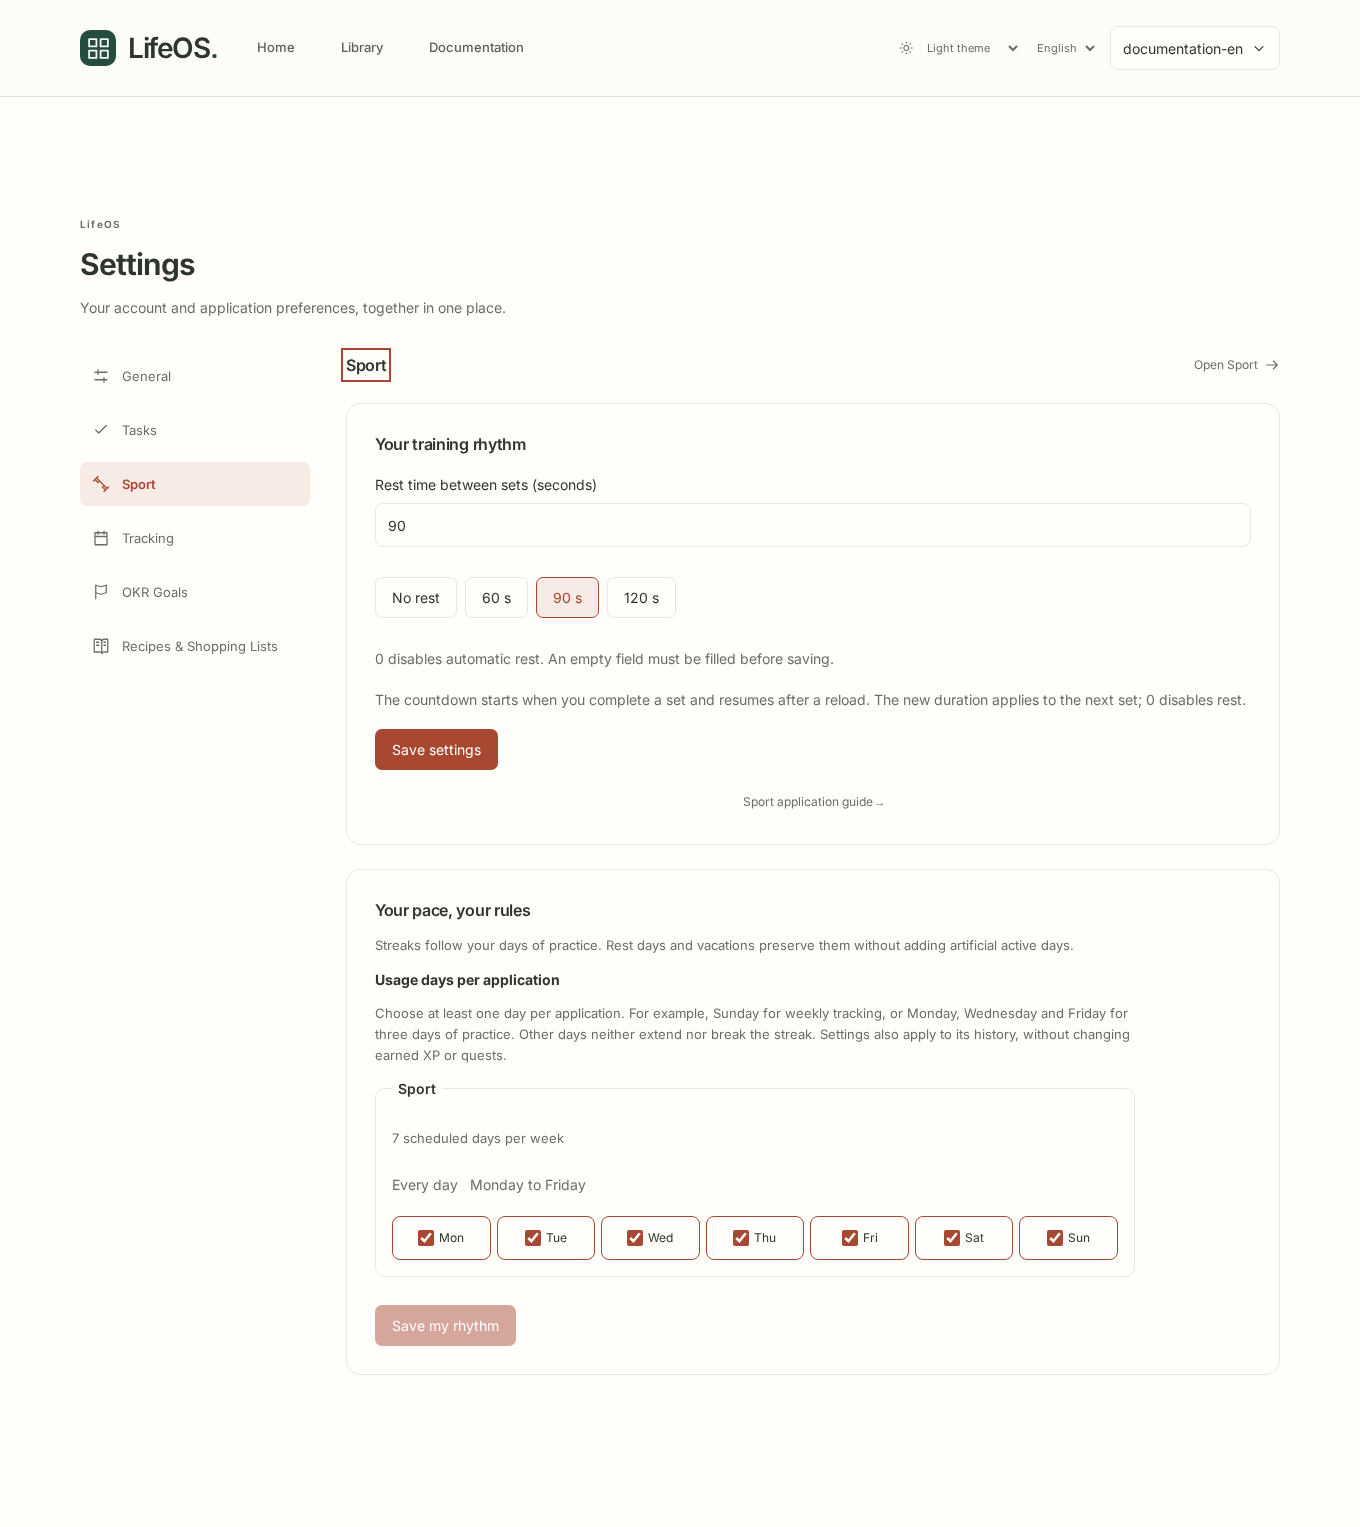 LifeOS.
Home
Library
Documentation
Light theme
English
documentation-en
LifeOS
Settings
Your account and application preferences, together in one place.
General
Tasks
Sport
Tracking
OKR Goals
Recipes & Shopping Lists
Sport
Open Sport →
Your training rhythm
Rest time between sets (seconds)
90
No rest
60 s
90 s
120 s
0 disables automatic rest. An empty field must be filled before saving.
The countdown starts when you complete a set and resumes after a reload. The new duration applies to the next set; 0 disables rest.
Save settings
Sport application guide→
Your pace, your rules
Streaks follow your days of practice. Rest days and vacations preserve them without adding artificial active days.
Usage days per application
Choose at least one day per application. For example, Sunday for weekly tracking, or Monday, Wednesday and Friday for
three days of practice. Other days neither extend nor break the streak. Settings also apply to its history, without changing
earned XP or quests.
Sport
7 scheduled days per week
Every day
Monday to Friday
Mon
Tue
Wed
Thu
Fri
Sat
Sun
Save my rhythm